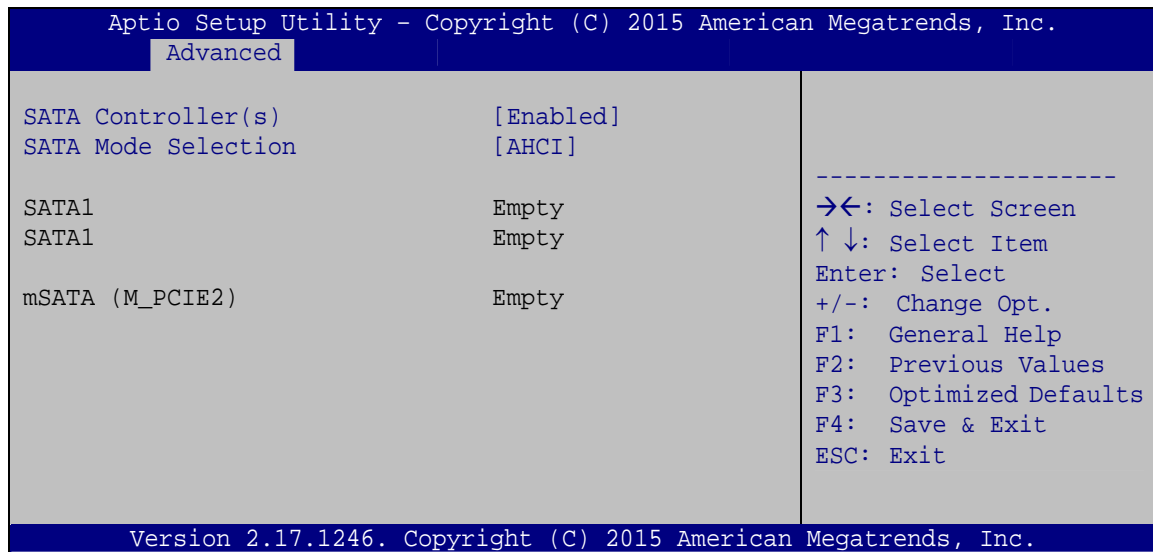 Aptio Setup Utility – Copyright (C) 2015 American Megatrends, Inc.
Advanced
SATA Controller(s) [Enabled]
SATA Mode Selection [AHCI]
SATA1 Empty
SATA1 Empty
mSATA (M_PCIE2) Empty
---------------------
→←: Select Screen
↑ ↓: Select Item
Enter: Select
+/-: Change Opt.
F1: General Help
F2: Previous Values
F3: Optimized Defaults
F4: Save & Exit
ESC: Exit
Version 2.17.1246. Copyright (C) 2015 American Megatrends, Inc.